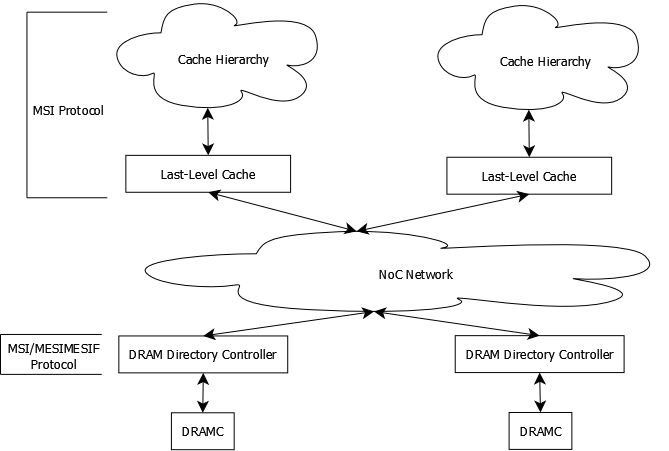 Cache Hierarchy
Cache Hierarchy
MSI Protocol
Last-Level Cache
Last-Level Cache
NoC Network
MSI/MESIMESIF
Protocol
DRAM Directory Controller
DRAM Directory Controller
DRAMC
DRAMC